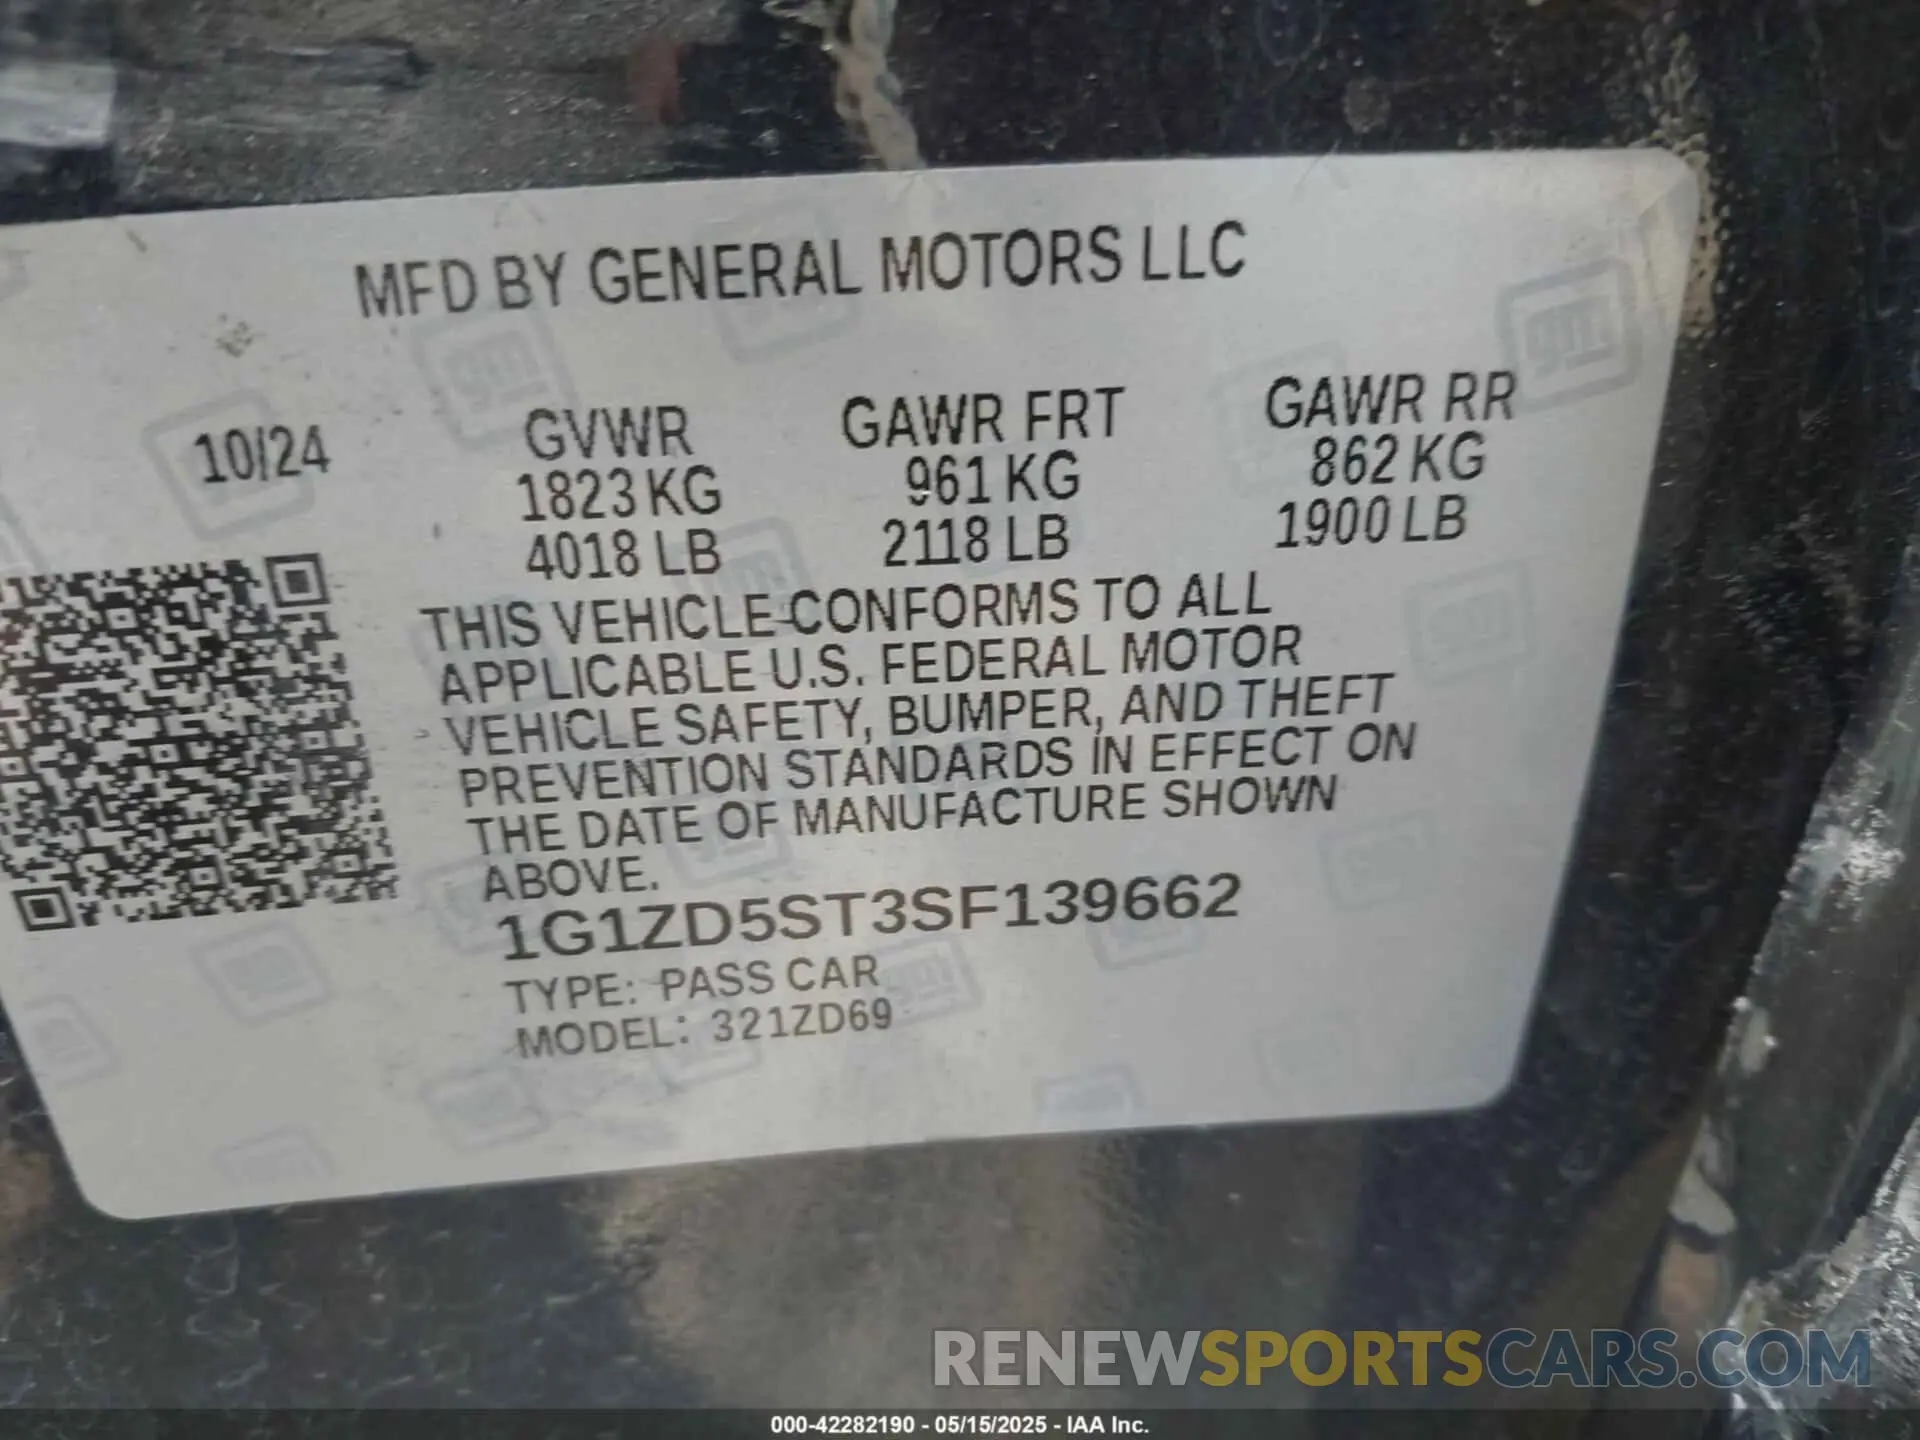 MFD BY GENERAL MOTORS LLC
10/24 GVWR GAWR FRT GAWR RR
1823 KG 961 KG 862 KG
4018 LB 2118 LB 1900 LB
THIS VEHICLE CONFORMS TO ALL
APPLICABLE U.S. FEDERAL MOTOR
VEHICLE SAFETY, BUMPER, AND THEFT
PREVENTION STANDARDS IN EFFECT ON
THE DATE OF MANUFACTURE SHOWN
ABOVE.
1G1ZD5ST3SF139662
TYPE: PASS CAR
MODEL: 321ZD69
RENEWSPORTSCARS.COM
000-42282190 - 05/15/2025 - IAA Inc.